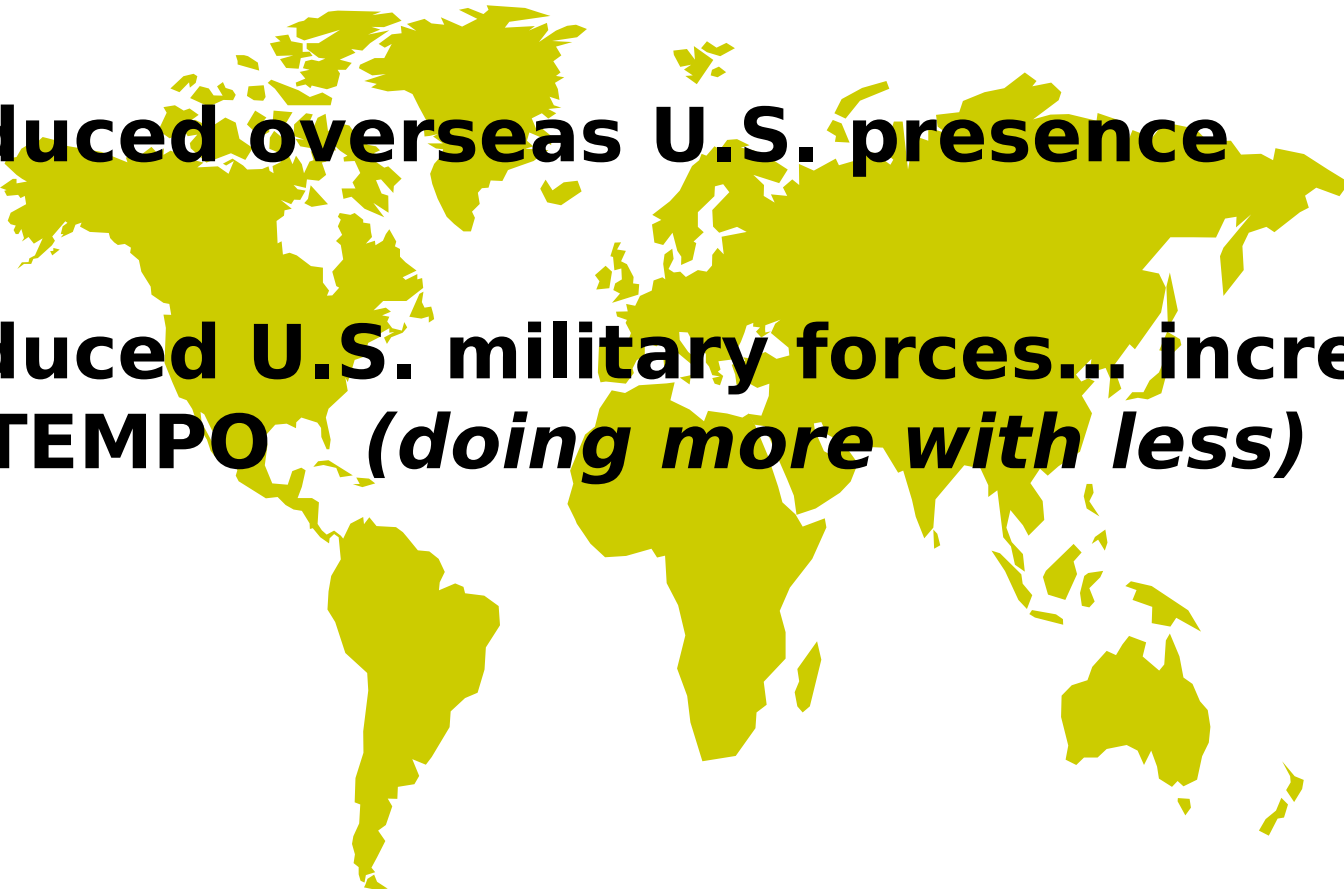 duced overseas U.S. presence
duced U.S. military forces... incre
TEMPO (doing more with less)